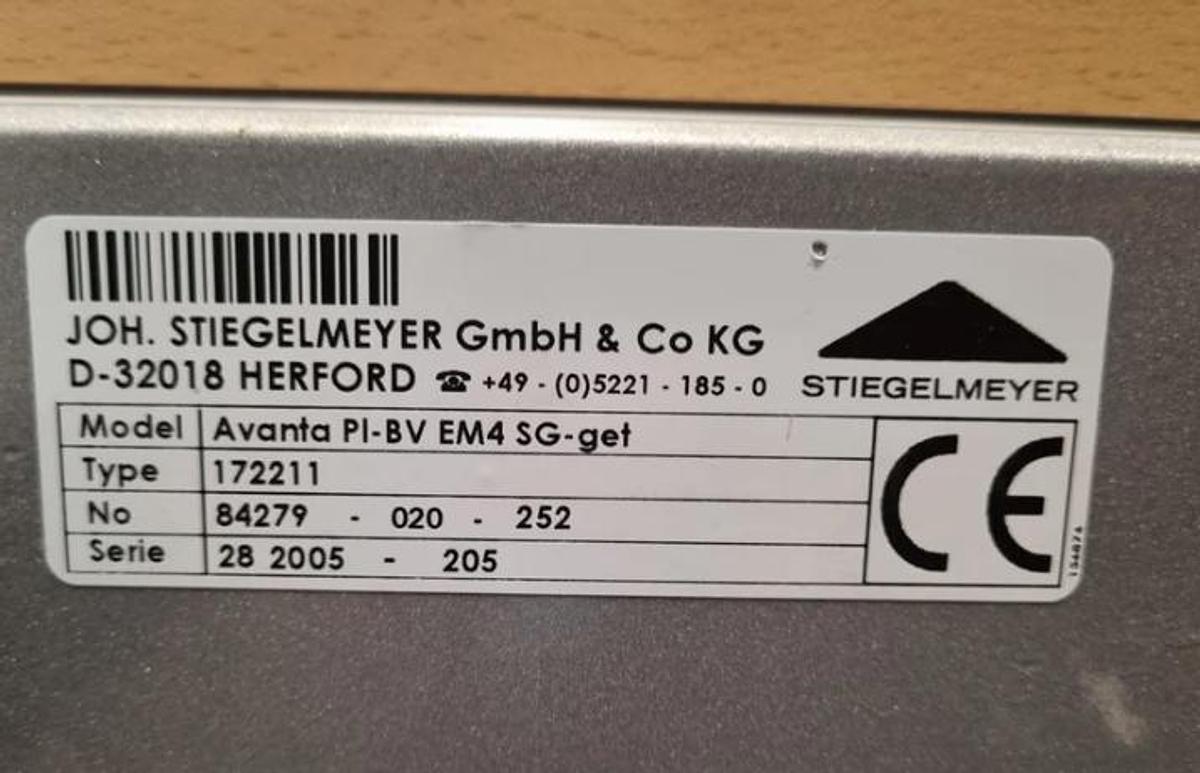 JOH. STIEGELMEYER GmbH & Co KG
D-32018 HERFORD ☎ +49 - (0)5221 - 185 - 0
STIEGELMEYER
Model Avanta PI-BV EM4 SG-get
Type 172211
No 84279 - 020 - 252
Serie 28 2005 - 205
CE